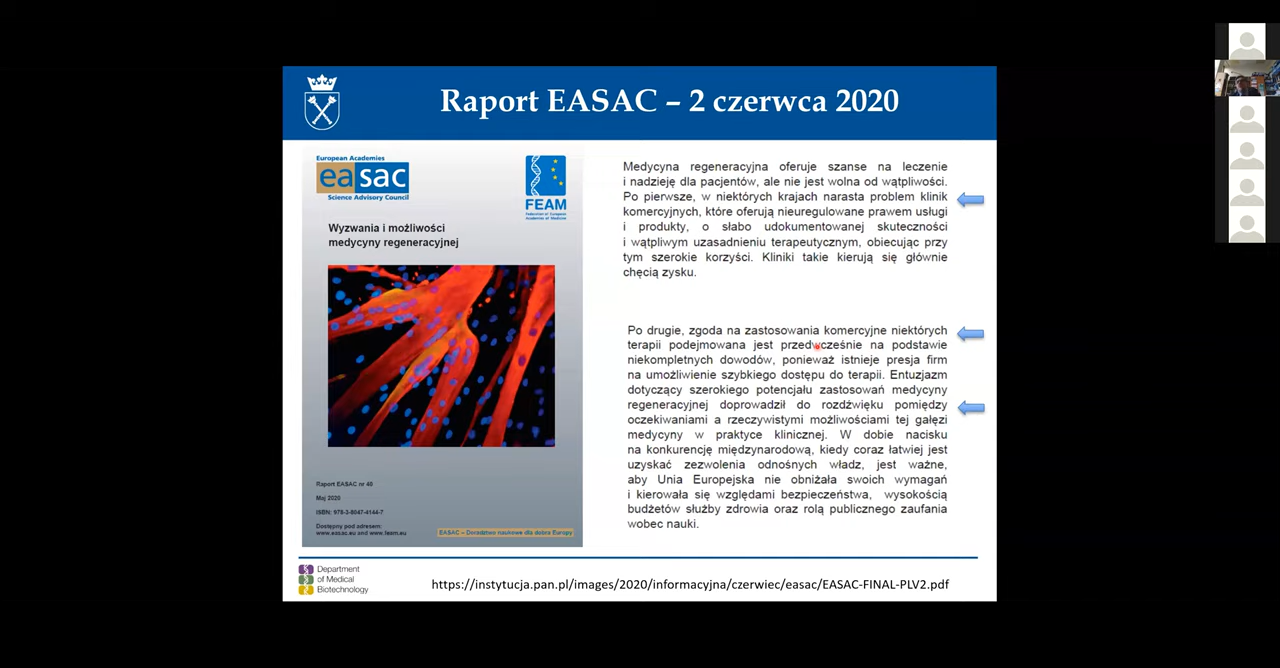 Raport EASAC – 2 czerwca 2020
European Academies
easac
Science Advisory Council
FEAM
Federation of European
Academies of Medicine
Wyzwania i możliwości
medycyny regeneracyjnej
Raport EASAC nr 40
Maj 2020
ISBN: 978-3-8047-4144-7
Dostępny pod adresem:
www.easac.eu and www.feam.eu
EASAC – Doradztwo naukowe dla dobra Europy
Medycyna regeneracyjna oferuje szanse na leczenie
i nadzieję dla pacjentów, ale nie jest wolna od wątpliwości.
Po pierwsze, w niektórych krajach narasta problem klinik
komercyjnych, które oferują nieuregulowane prawem usługi
i produkty, o słabo udokumentowanej skuteczności
i wątpliwym uzasadnieniu terapeutycznym, obiecując przy
tym szerokie korzyści. Kliniki takie kierują się głównie
chęcią zysku.
Po drugie, zgoda na zastosowania komercyjne niektórych
terapii podejmowana jest przedwcześnie na podstawie
niekompletnych dowodów, ponieważ istnieje presja firm
na umożliwienie szybkiego dostępu do terapii. Entuzjazm
dotyczący szerokiego potencjału zastosowań medycyny
regeneracyjnej doprowadził do rozdźwięku pomiędzy
oczekiwaniami a rzeczywistymi możliwościami tej gałęzi
medycyny w praktyce klinicznej. W dobie nacisku
na konkurencję międzynarodową, kiedy coraz łatwiej jest
uzyskać zezwolenia odnośnych władz, jest ważne,
aby Unia Europejska nie obniżała swoich wymagań
i kierowała się względami bezpieczeństwa, wysokością
budżetów służby zdrowia oraz rolą publicznego zaufania
wobec nauki.
Department
of Medical
Biotechnology
https://instytucja.pan.pl/images/2020/informacyjna/czerwiec/easac/EASAC-FINAL-PLV2.pdf